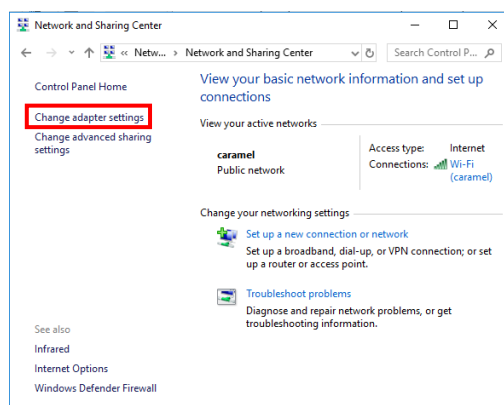 Network and Sharing Center
« Netw... › Network and Sharing Center
Search Control P...
Control Panel Home
Change adapter settings
Change advanced sharing
settings
See also
Infrared
Internet Options
Windows Defender Firewall
View your basic network information and set up
connections
View your active networks
caramel
Public network
Access type: Internet
Connections: Wi-Fi
(caramel)
Change your networking settings
Set up a new connection or network
Set up a broadband, dial-up, or VPN connection; or set
up a router or access point.
Troubleshoot problems
Diagnose and repair network problems, or get
troubleshooting information.